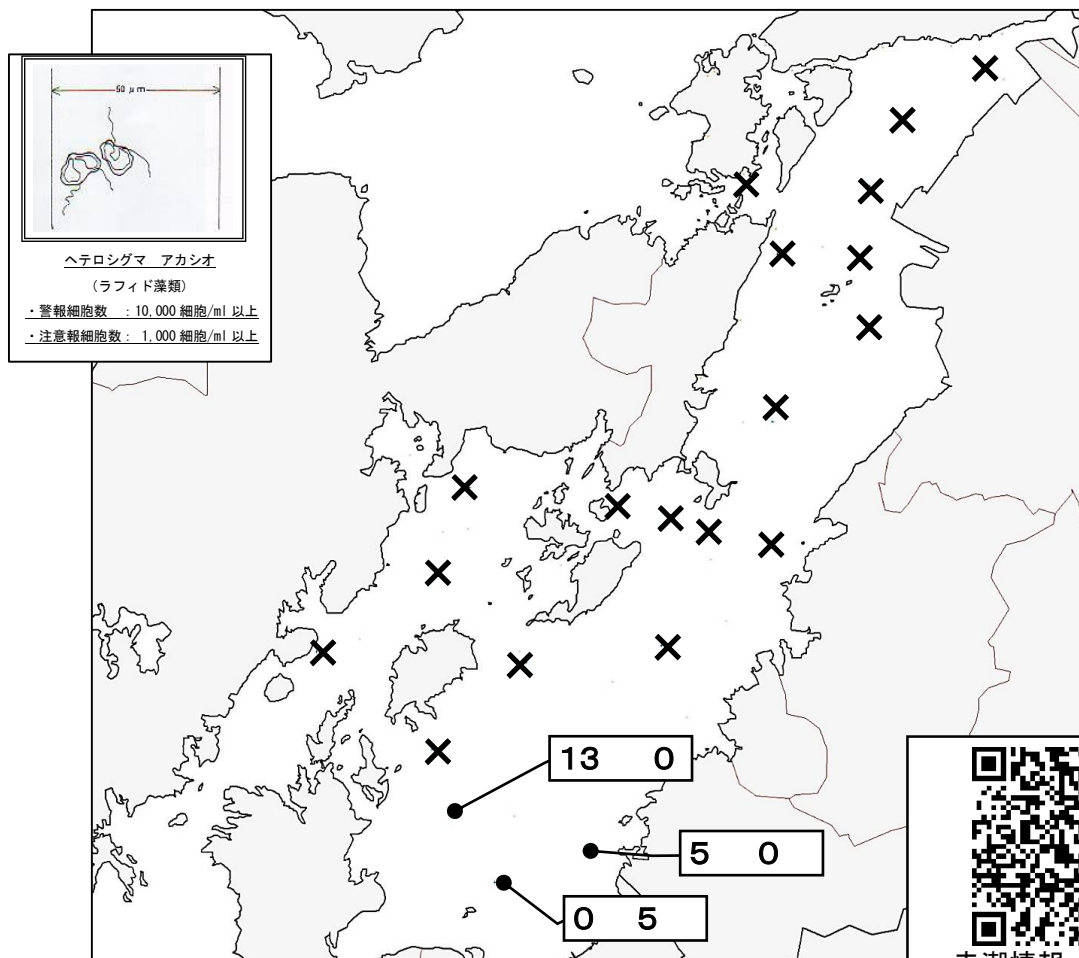 50 μm
ヘテロシグマ アカシオ
（ラフィド藻類）
・警報細胞数 ：10,000 細胞/ml 以上
・注意報細胞数： 1,000 細胞/ml 以上
13 0
5 0
0 5